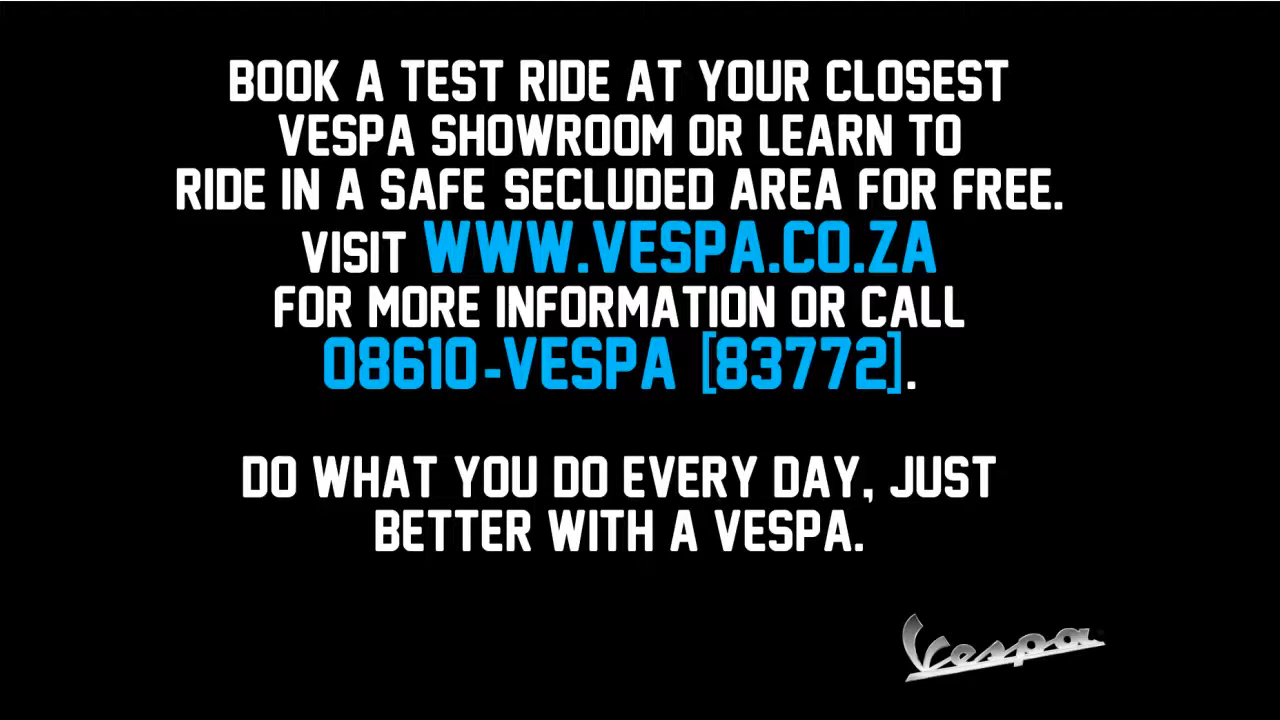 BOOK A TEST RIDE AT YOUR CLOSEST
VESPA SHOWROOM OR LEARN TO
RIDE IN A SAFE SECLUDED AREA FOR FREE.
VISIT WWW.VESPA.CO.ZA
FOR MORE INFORMATION OR CALL
08610-VESPA [83772].
DO WHAT YOU DO EVERY DAY, JUST
BETTER WITH A VESPA.
Vespa